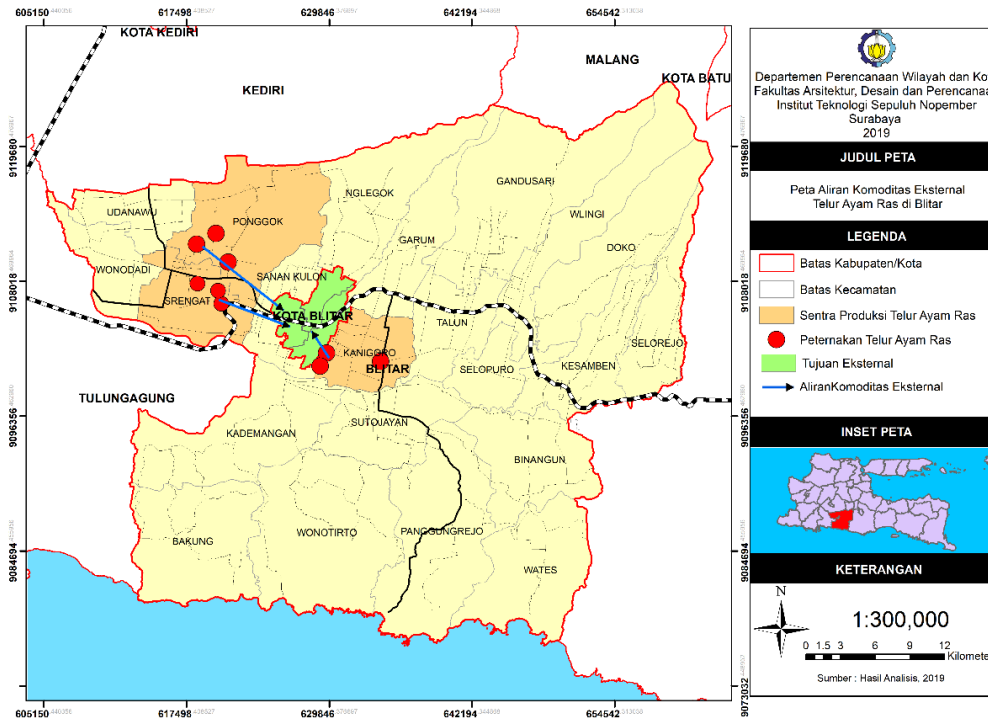 605150
617498
629846
642194
654542
KOTA KEDIRI
MALANG
KEDIRI
KOTA BATU
9119680
9119680
NGLEGOK
GANDUSARI
UDANAWU
PONGGOK
WLINGI
GARUM
DOKO
WONODADI
SANAN KULON
9108018
9108018
SRENGAT
KOTA BLITAR
TALUN
SELOREJO
KANIGORO
BLITAR
SELOPURO
KESAMBEN
TULUNGAGUNG
9096356
9096356
SUTOJAYAN
KADEMANGAN
BINANGUN
WONOTIRTO
PANGGUNGREJO
BAKUNG
9084694
9084694
WATES
9073032
605150
617498
629846
642194
654542
Departemen Perencanaan Wilayah dan Ko
Fakultas Arsitektur, Desain dan Perencana
Institut Teknologi Sepuluh Nopember
Surabaya
2019
JUDUL PETA
Peta Aliran Komoditas Eksternal
Telur Ayam Ras di Blitar
LEGENDA
Batas Kabupaten/Kota
Batas Kecamatan
Sentra Produksi Telur Ayam Ras
Peternakan Telur Ayam Ras
Tujuan Eksternal
AliranKomoditas Eksternal
INSET PETA
KETERANGAN
N
1:300,000
0 1.5 3 6 9 12
Kilomete
Sumber : Hasil Analisis, 2019